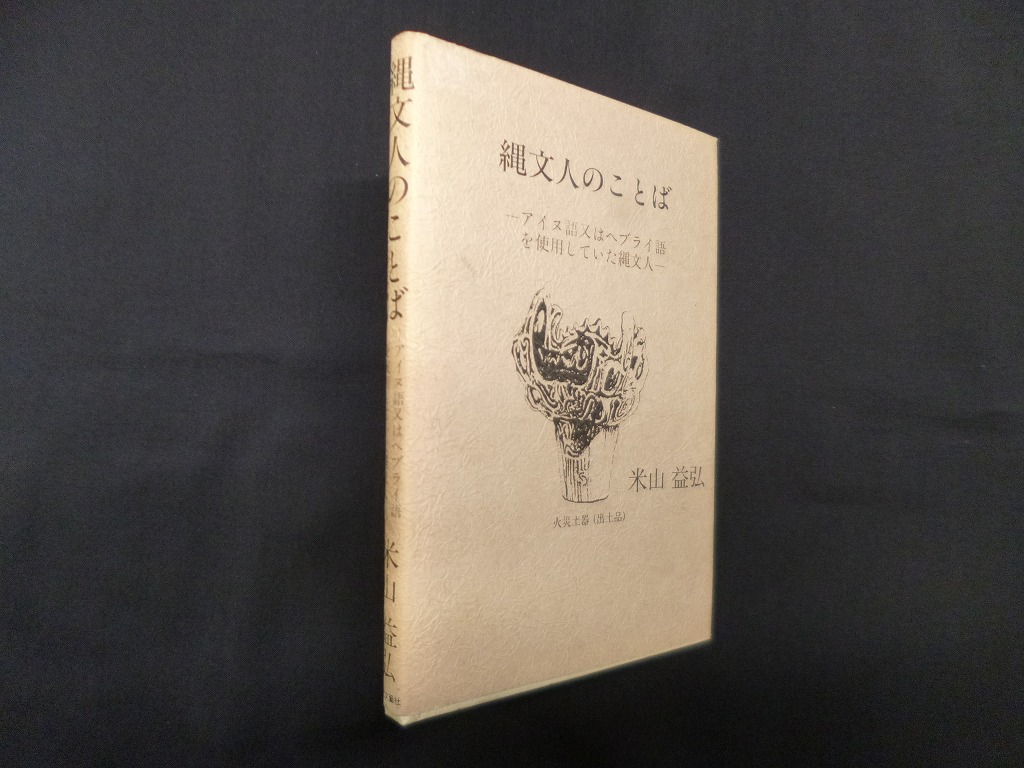 縄文人のことば
―アイヌ語又はヘブライ語
を使用していた縄文人―
米山 益弘
火災土器(出土品)
縄文人のことば
アイヌ語又はヘブライ語
米山 益弘